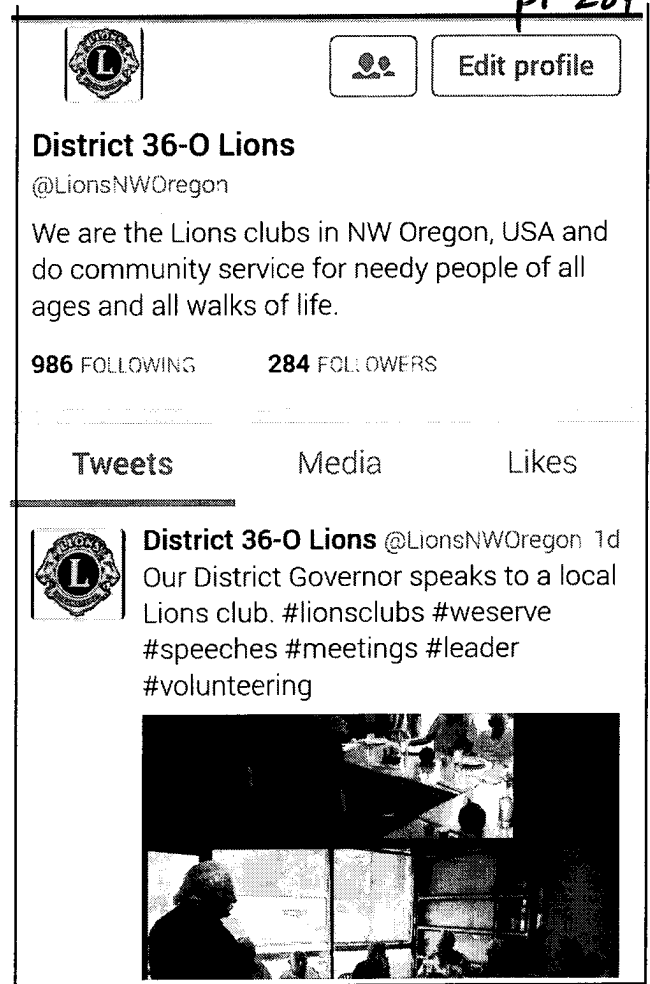 Edit profile
District 36-O Lions
@LionsNWOregon
We are the Lions clubs in NW Oregon, USA and
do community service for needy people of all
ages and all walks of life.
986 FOLLOWING 284 FOLLOWERS
Tweets Media Likes
District 36-O Lions @LionsNWOregon 1d
Our District Governor speaks to a local
Lions club. #lionsclubs #weserve
#speeches #meetings #leader
#volunteering